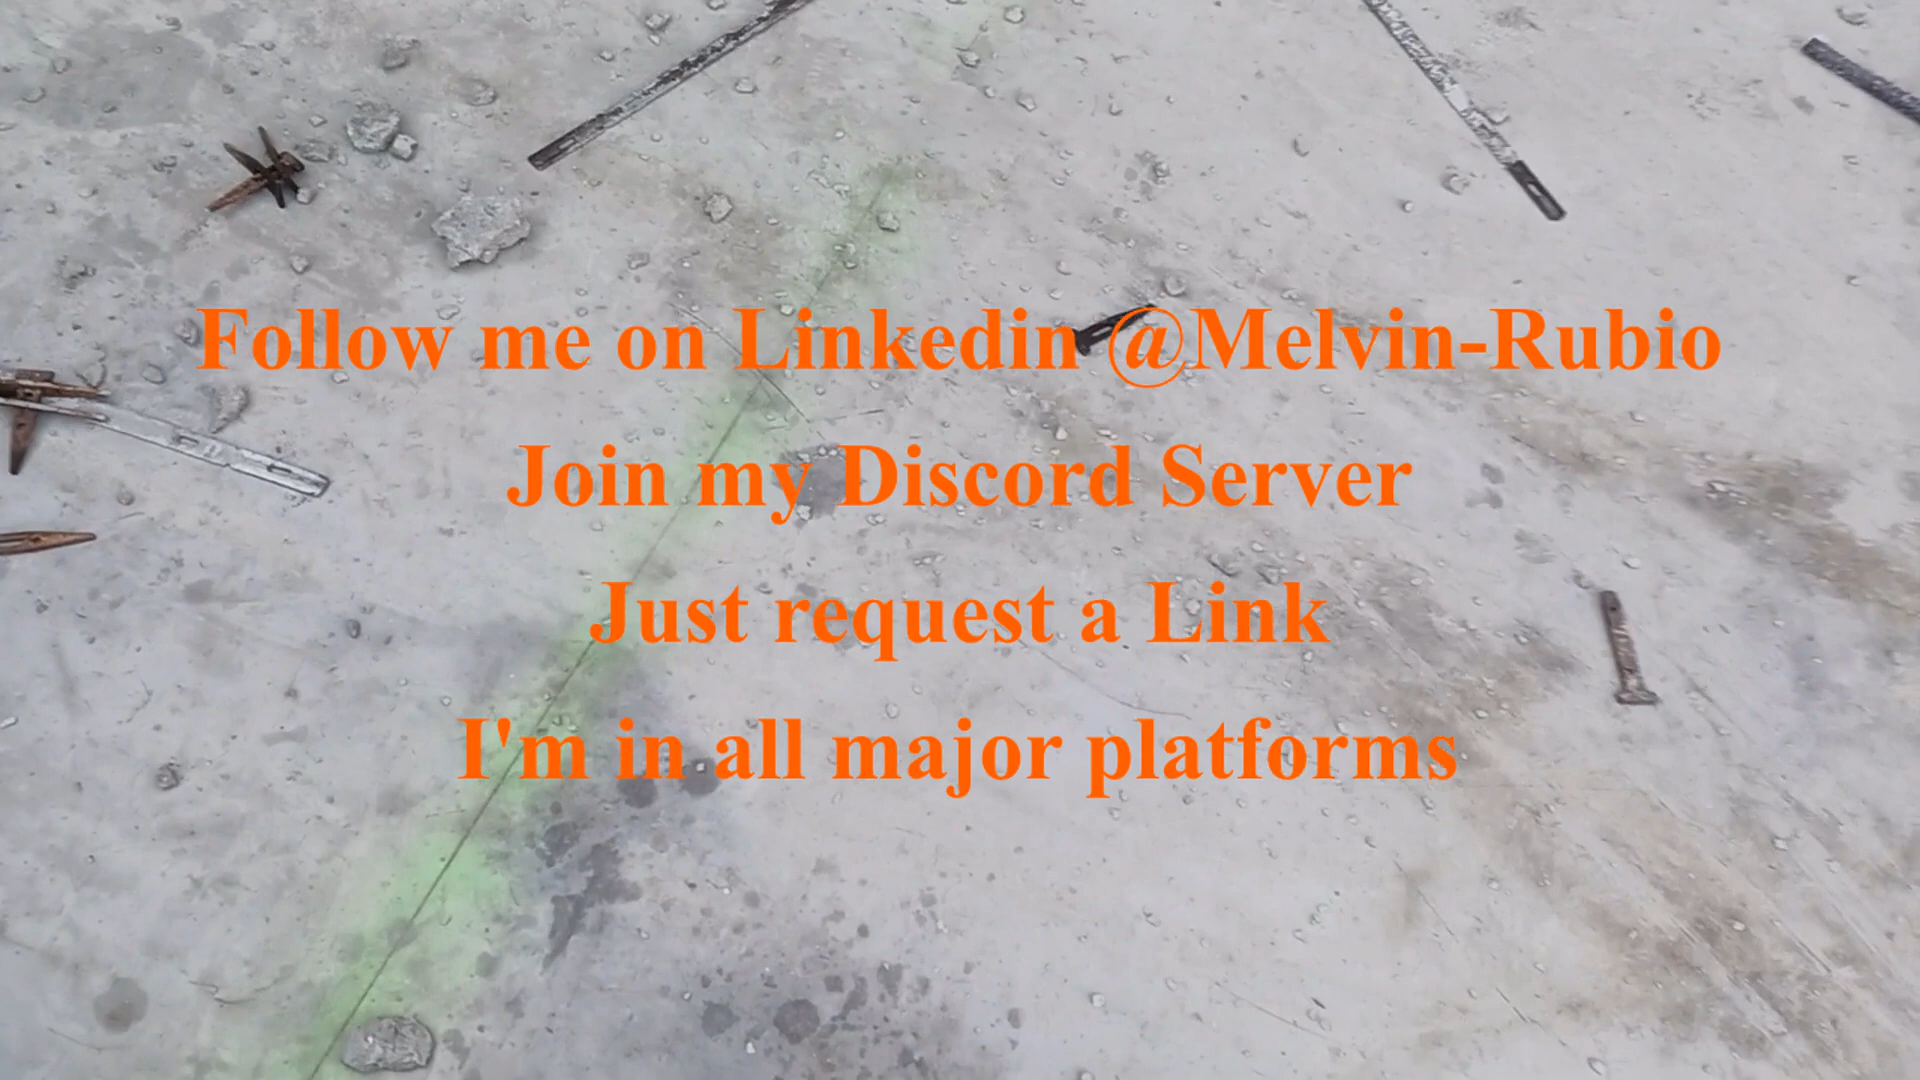 Follow me on Linkedin @Melvin-Rubio
Join my Discord Server
Just request a Link
I'm in all major platforms